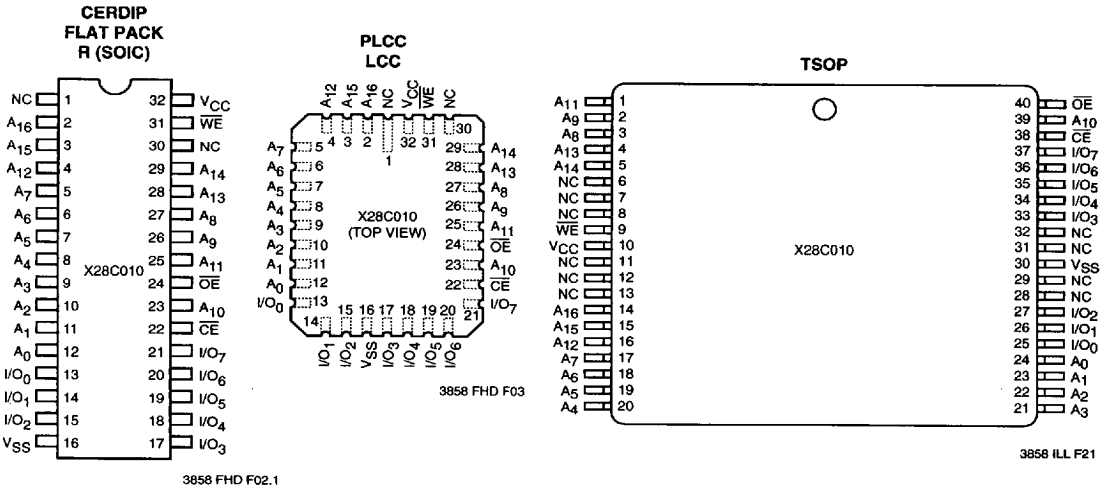 CERDIP
FLAT PACK
R (SOIC)
NC 1 32 VCC
A16 2 31 WE
A15 3 30 NC
A12 4 29 A14
A7 5 28 A13
A6 6 27 A8
A5 7 26 A9
A4 8 25 A11
X28C010
A3 9 24 OE
A2 10 23 A10
A1 11 22 CE
A0 12 21 I/O7
I/O0 13 20 I/O6
I/O1 14 19 I/O5
I/O2 15 18 I/O4
VSS 16 17 I/O3
3858 FHD F02.1
PLCC
LCC
A12 A15 A16 NC VCC WE NC
4 3 2 1 32 31 30
A7 5 29 A14
A6 6 28 A13
A5 7 27 A8
A4 8 26 A9
X28C010
A3 9 25 A11
(TOP VIEW)
A2 10 24 OE
A1 11 23 A10
A0 12 22 CE
I/O0 13 21 I/O7
14 15 16 17 18 19 20
I/O1 I/O2 VSS I/O3 I/O4 I/O5 I/O6
3858 FHD F03
TSOP
A11 1 40 OE
A9 2 39 A10
A8 3 38 CE
A13 4 37 I/O7
A14 5 36 I/O6
NC 6 35 I/O5
NC 7 34 I/O4
NC 8 33 I/O3
WE 9 32 NC
VCC 10 31 NC
X28C010
NC 11 30 VSS
NC 12 29 NC
NC 13 28 NC
A16 14 27 I/O2
A15 15 26 I/O1
A12 16 25 I/O0
A7 17 24 A0
A6 18 23 A1
A5 19 22 A2
A4 20 21 A3
3858 ILL F21